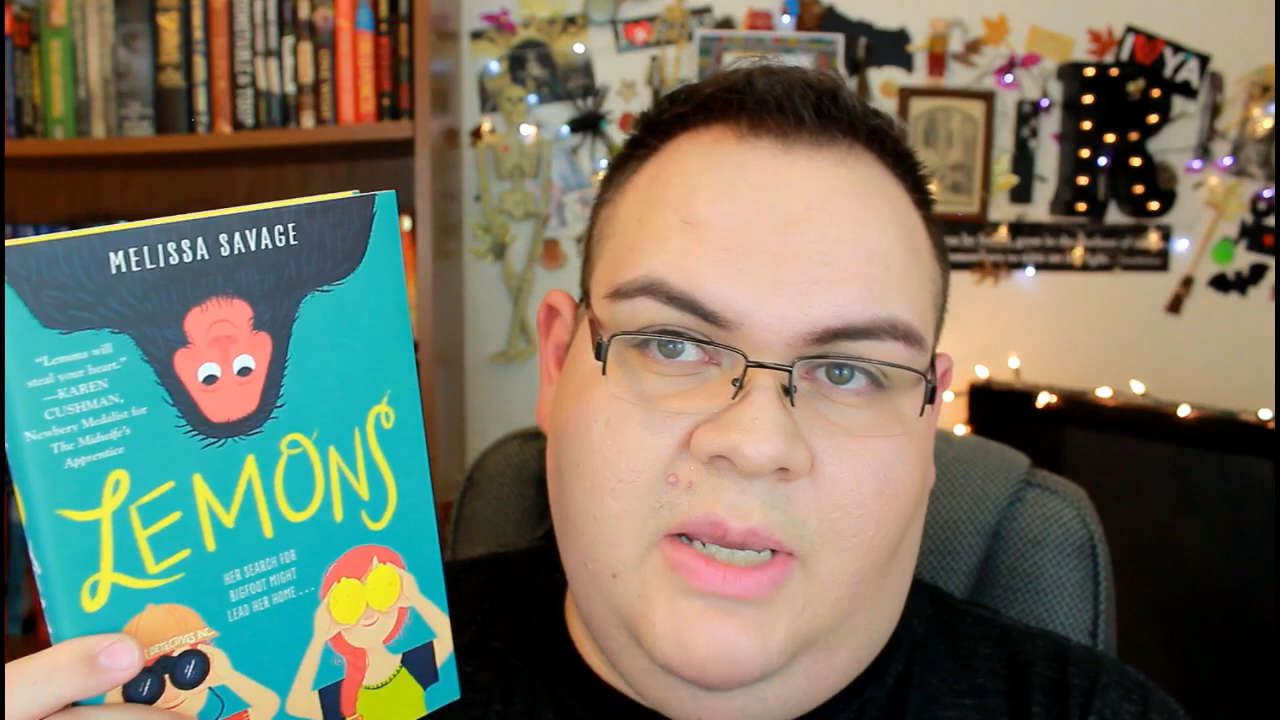 MELISSA SAVAGE
"Lemons will
steal your heart."
—KAREN
CUSHMAN,
Newbery Medalist for
The Midwife's
Apprentice
LEMONS
HER SEARCH FOR
BIGFOOT MIGHT
LEAD HER HOME...
DETECTIVES INC.
I ♥ YA
R